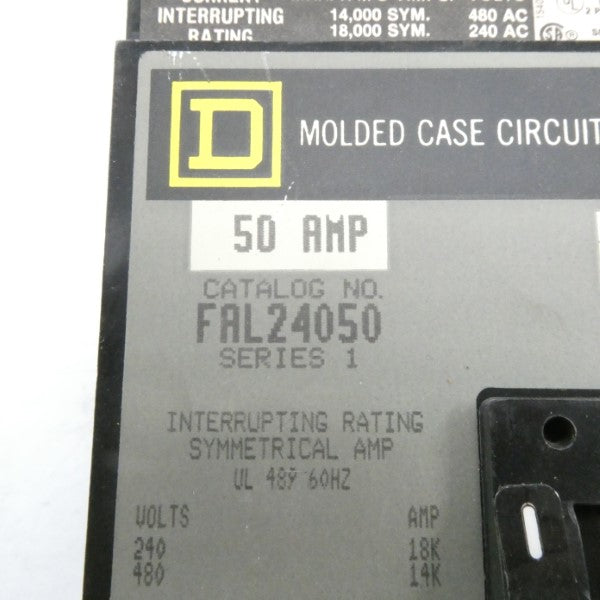 INTERRUPTING 14,000 SYM. 480 AC
RATING 18,000 SYM. 240 AC
D MOLDED CASE CIRCUIT
50 AMP
CATALOG NO.
FAL24050
SERIES 1
INTERRUPTING RATING
SYMMETRICAL AMP
UL 489 60HZ
VOLTS AMP
240 18K
480 14K